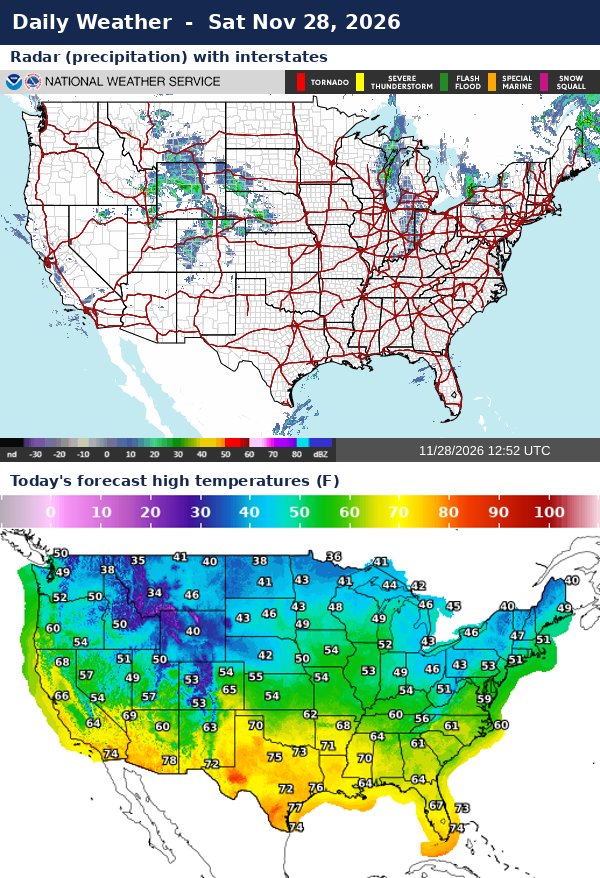 Daily Weather - Sat Nov 28, 2026
Radar (precipitation) with interstates
NATIONAL WEATHER SERVICE
TORNADO
SEVERE THUNDERSTORM
FLASH FLOOD
SPECIAL MARINE
SNOW SQUALL
nd -30 -20 -10 0 10 20 30 40 50 60 70 80 dBZ
11/28/2026 12:52 UTC
Today's forecast high temperatures (F)
0 10 20 30 40 50 60 70 80 90 100
50 35 41 40 38 36 41
49 38 34 46 41 43 41 44 42
52 50 43 46 43 48 46 45 40 40 49
60 50 40 49 49 43 46 47 51
54 51 50 42 50 54 52
68 57 49 53 54 55 54 53 49 46 43 53 51
66 54 57 53 65 54 54 51 59
64 69 60 63 70 62 68 60 56 61 60
74 78 72 75 73 71 64 61
72 76 70 64 64
77 67 73
74 74